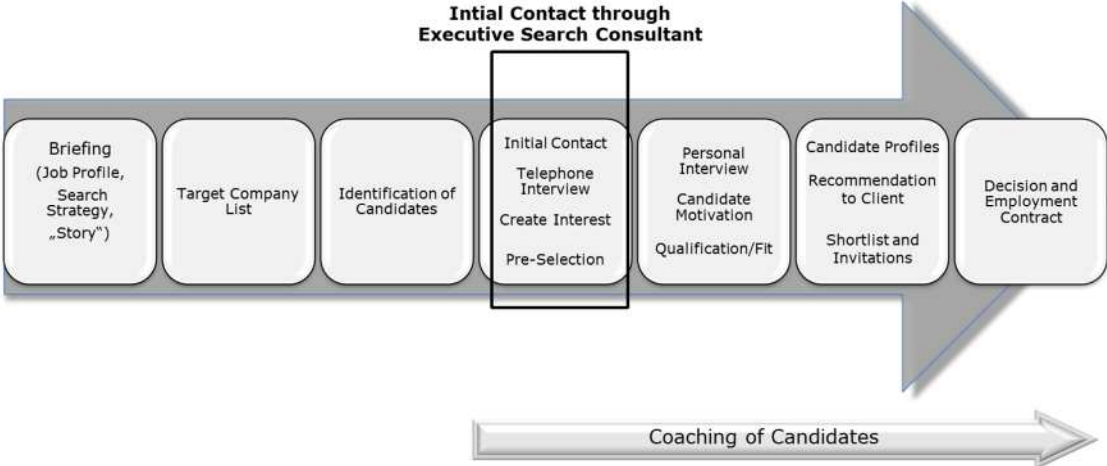 Intial Contact through
Executive Search Consultant
Briefing
(Job Profile,
Search
Strategy,
„Story“)
Target Company
List
Identification of
Candidates
Initial Contact
Telephone
Interview
Create Interest
Pre-Selection
Personal
Interview
Candidate
Motivation
Qualification/Fit
Candidate Profiles
Recommendation
to Client
Shortlist and
Invitations
Decision and
Employment
Contract
Coaching of Candidates